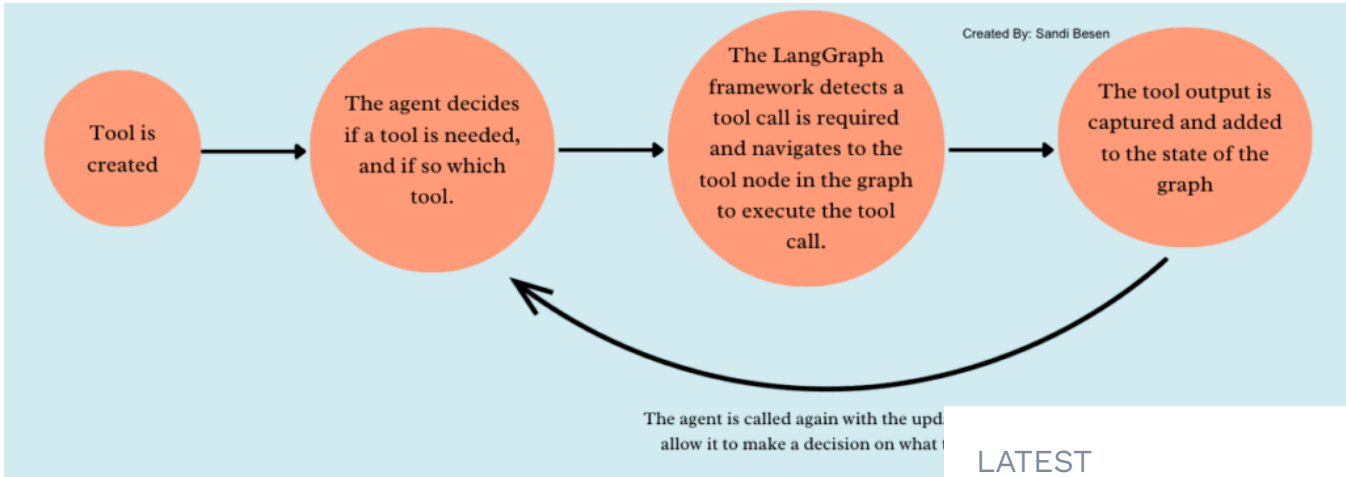 Created By: Sandi Besen
Tool is
created
The agent decides
if a tool is needed,
and if so which
tool.
The LangGraph
framework detects a
tool call is required
and navigates to the
tool node in the graph
to execute the tool
call.
The tool output is
captured and added
to the state of the
graph
The agent is called again with the
allow it to make a decision on what
LATEST